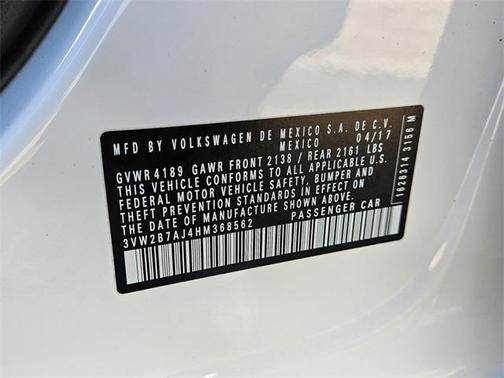 MFD BY VOLKSWAGEN DE MEXICO S.A. DE C.V.
MEXICO 04/17
GVWR 4189 GAWR FRONT 2138 / REAR 2161 LBS
THIS VEHICLE CONFORMS TO ALL APPLICABLE U.S.
FEDERAL MOTOR VEHICLE SAFETY, BUMPER AND
THEFT PREVENTION STANDARDS IN EFFECT ON
THE DATE OF MANUFACTURE SHOWN ABOVE.
3VW2B7AJ4HM368562 PASSENGER CAR
1626314 3156 M